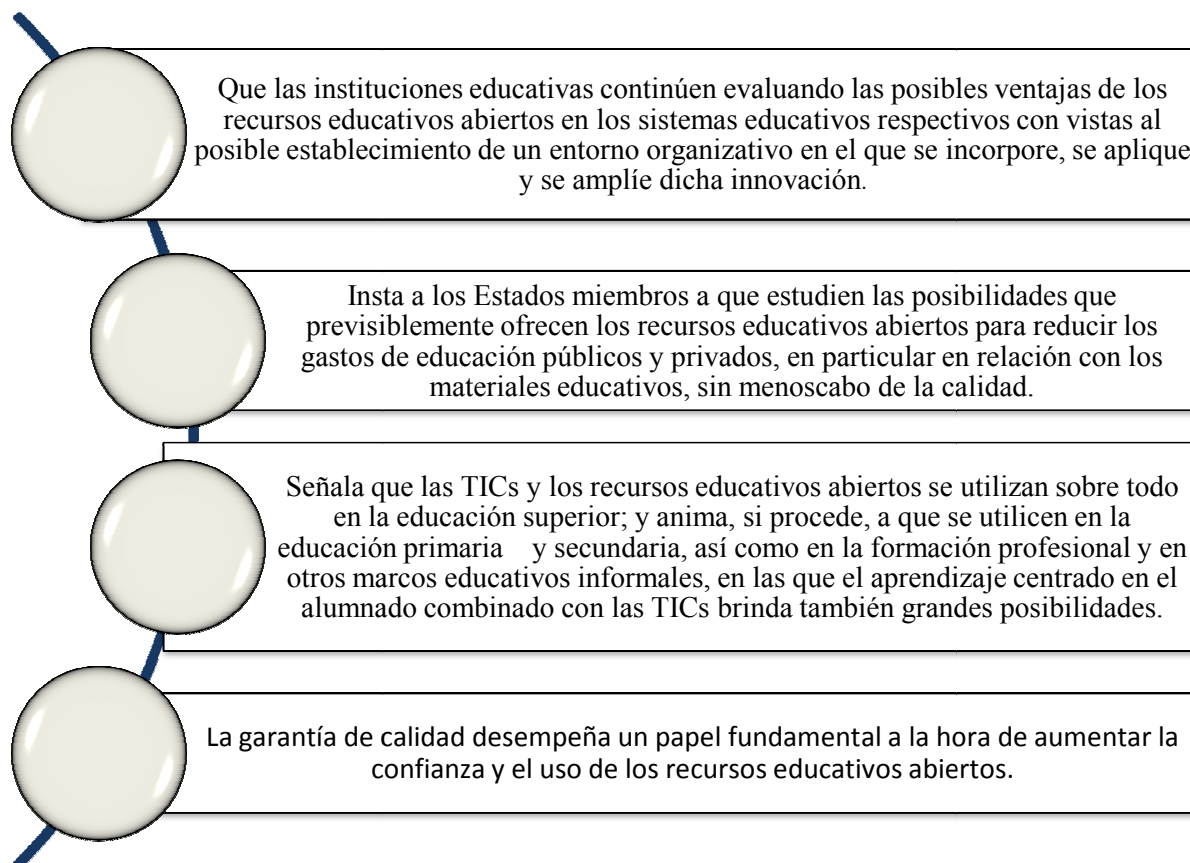 Que las instituciones educativas continúen evaluando las posibles ventajas de los
recursos educativos abiertos en los sistemas educativos respectivos con vistas al
posible establecimiento de un entorno organizativo en el que se incorpore, se aplique
y se amplíe dicha innovación.
Insta a los Estados miembros a que estudien las posibilidades que
previsiblemente ofrecen los recursos educativos abiertos para reducir los
gastos de educación públicos y privados, en particular en relación con los
materiales educativos, sin menoscabo de la calidad.
Señala que las TICs y los recursos educativos abiertos se utilizan sobre todo
en la educación superior; y anima, si procede, a que se utilicen en la
educación primaria y secundaria, así como en la formación profesional y en
otros marcos educativos informales, en las que el aprendizaje centrado en el
alumnado combinado con las TICs brinda también grandes posibilidades.
La garantía de calidad desempeña un papel fundamental a la hora de aumentar la
confianza y el uso de los recursos educativos abiertos.